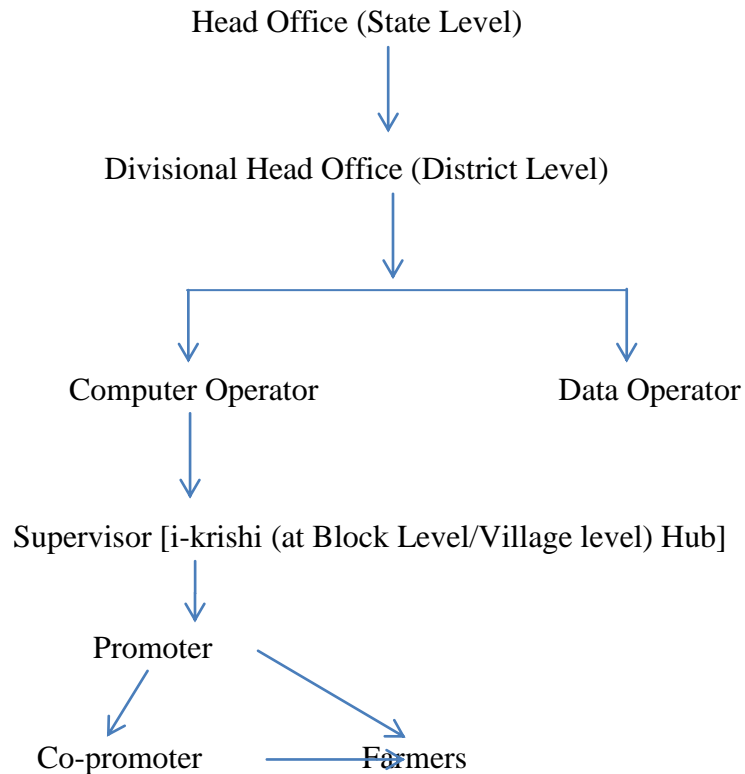 Head Office (State Level)
Divisional Head Office (District Level)
Computer Operator
Data Operator
Supervisor [i-krishi (at Block Level/Village level) Hub]
Promoter
Co-promoter
Farmers